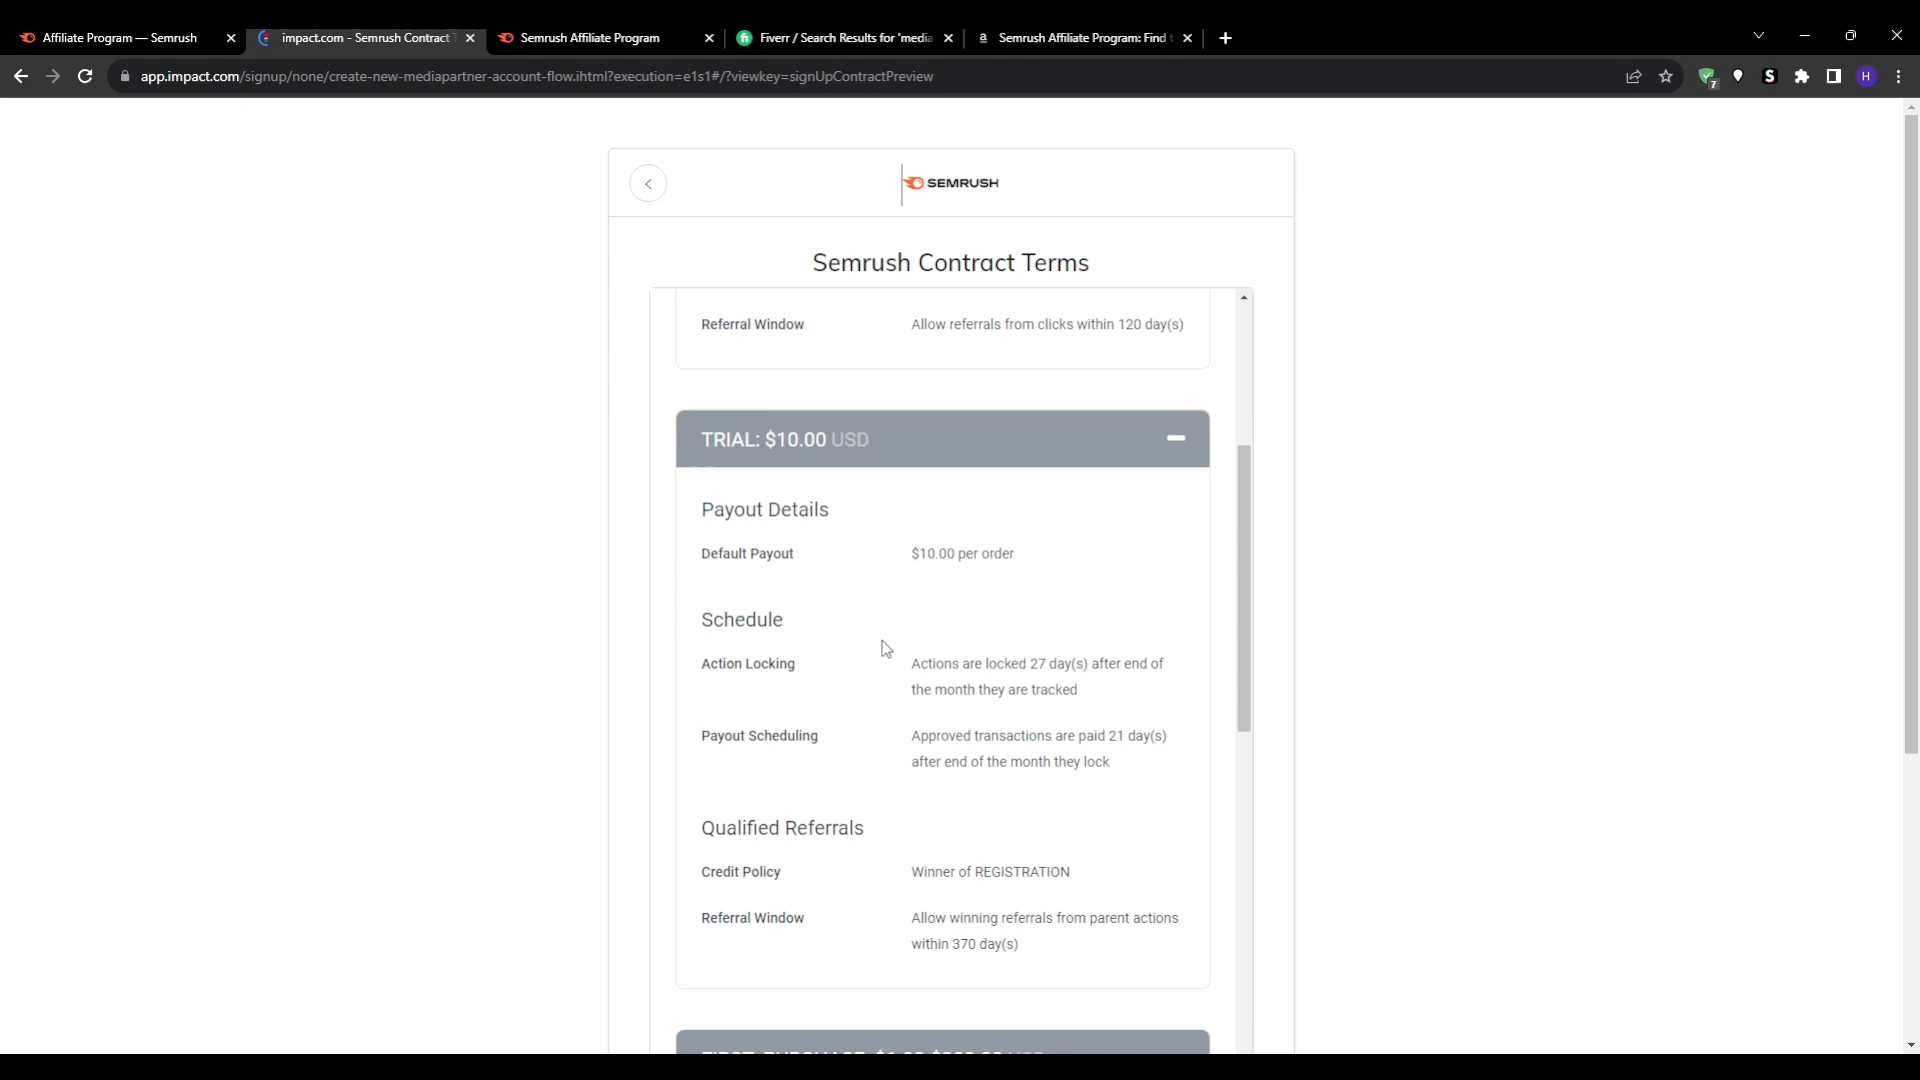 Affiliate Program — Semrush
impact.com - Semrush Contract
Semrush Affiliate Program
Fiverr / Search Results for 'media
Semrush Affiliate Program: Find
app.impact.com/signup/none/create-new-mediapartner-account-flow.ihtml?execution=e1s1#/?viewkey=signUpContractPreview
7
S
H
SEMRUSH
Semrush Contract Terms
Referral Window Allow referrals from clicks within 120 day(s)
TRIAL: $10.00 USD
Payout Details
Default Payout $10.00 per order
Schedule
Action Locking Actions are locked 27 day(s) after end of
the month they are tracked
Payout Scheduling Approved transactions are paid 21 day(s)
after end of the month they lock
Qualified Referrals
Credit Policy Winner of REGISTRATION
Referral Window Allow winning referrals from parent actions
within 370 day(s)